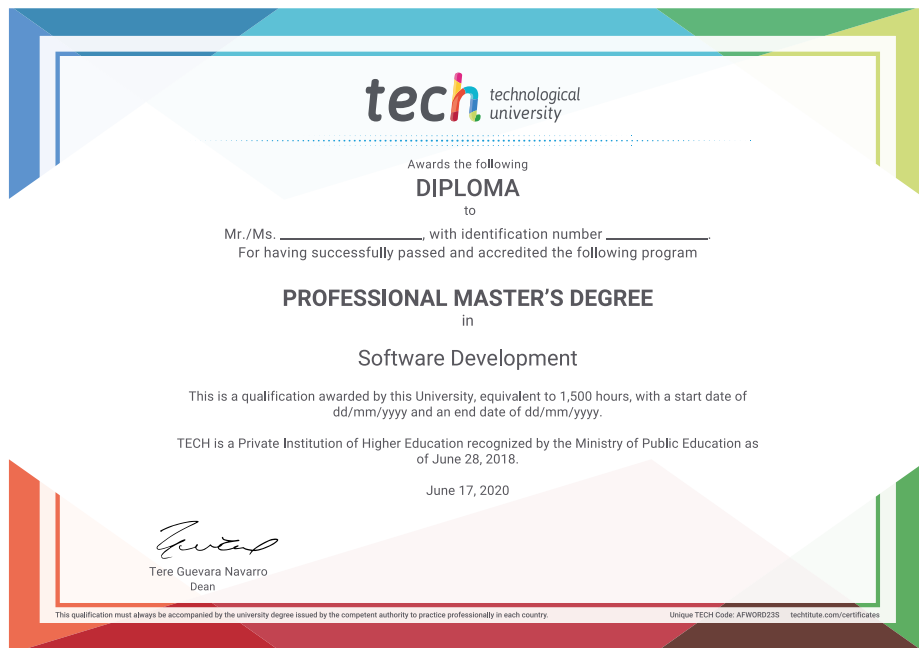 tech technological
university
Awards the following
DIPLOMA
to
Mr./Ms. ________________, with identification number ____________.
For having successfully passed and accredited the following program
PROFESSIONAL MASTER'S DEGREE
in
Software Development
This is a qualification awarded by this University, equivalent to 1,500 hours, with a start date of
dd/mm/yyyy and an end date of dd/mm/yyyy.
TECH is a Private Institution of Higher Education recognized by the Ministry of Public Education as
of June 28, 2018.
June 17, 2020
Tere Guevara Navarro
Dean
This qualification must always be accompanied by the university degree issued by the competent authority to practice professionally in each country. Unique TECH Code: AFWORD23S techtitute.com/certificates